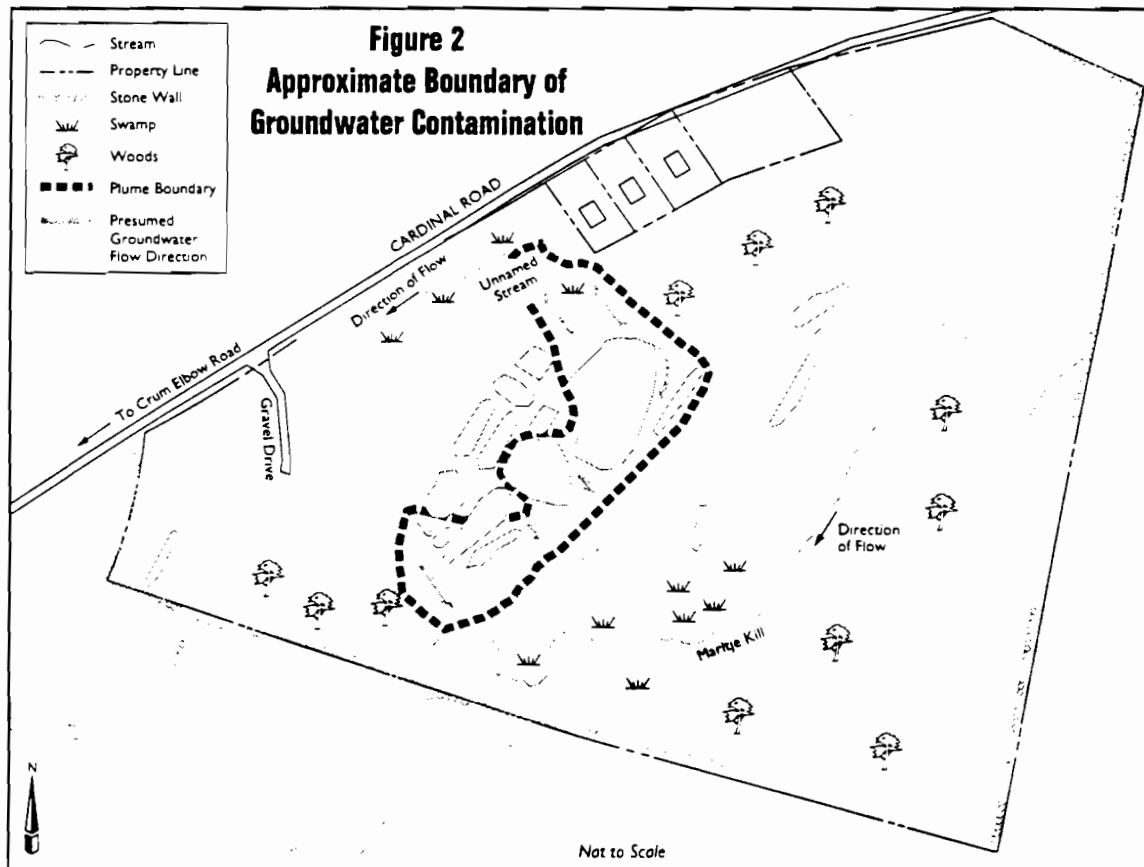 Figure 2
Approximate Boundary of
Groundwater Contamination
Stream
Property Line
Stone Wall
Swamp
Woods
Plume Boundary
Presumed
Groundwater
Flow Direction
CARDINAL ROAD
Direction of Flow
Unnamed
Stream
To Crum Elbow Road
Gravel Drive
Direction
of Flow
Maritje Kill
N
Not to Scale